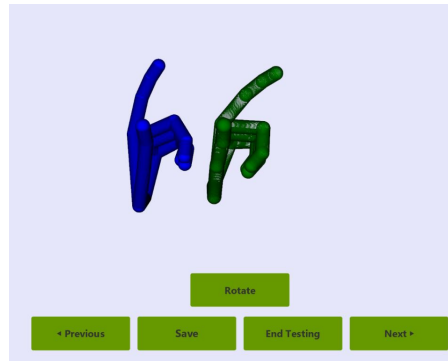 Rotate
◂ Previous
Save
End Testing
Next ▸